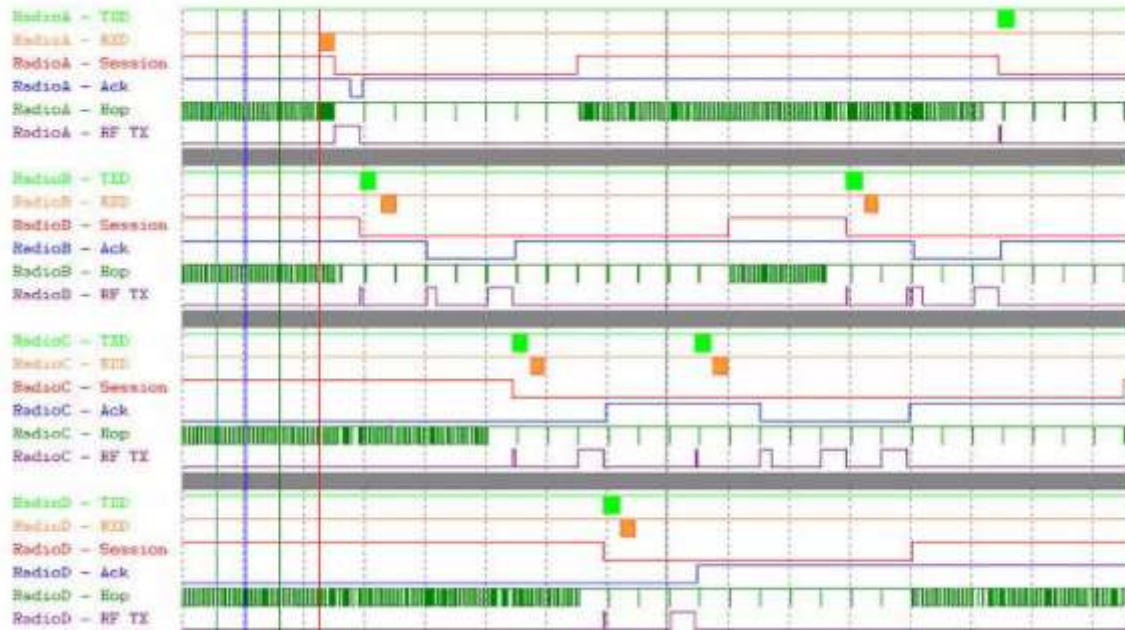 RadioA - TXD
RadioA - RXD
RadioA - Session
RadioA - Ack
RadioA - Hop
RadioA - RF TX
RadioB - TXD
RadioB - RXD
RadioB - Session
RadioB - Ack
RadioB - Hop
RadioB - RF TX
RadioC - TXD
RadioC - RXD
RadioC - Session
RadioC - Ack
RadioC - Hop
RadioC - RF TX
RadioD - TXD
RadioD - RXD
RadioD - Session
RadioD - Ack
RadioD - Hop
RadioD - RF TX